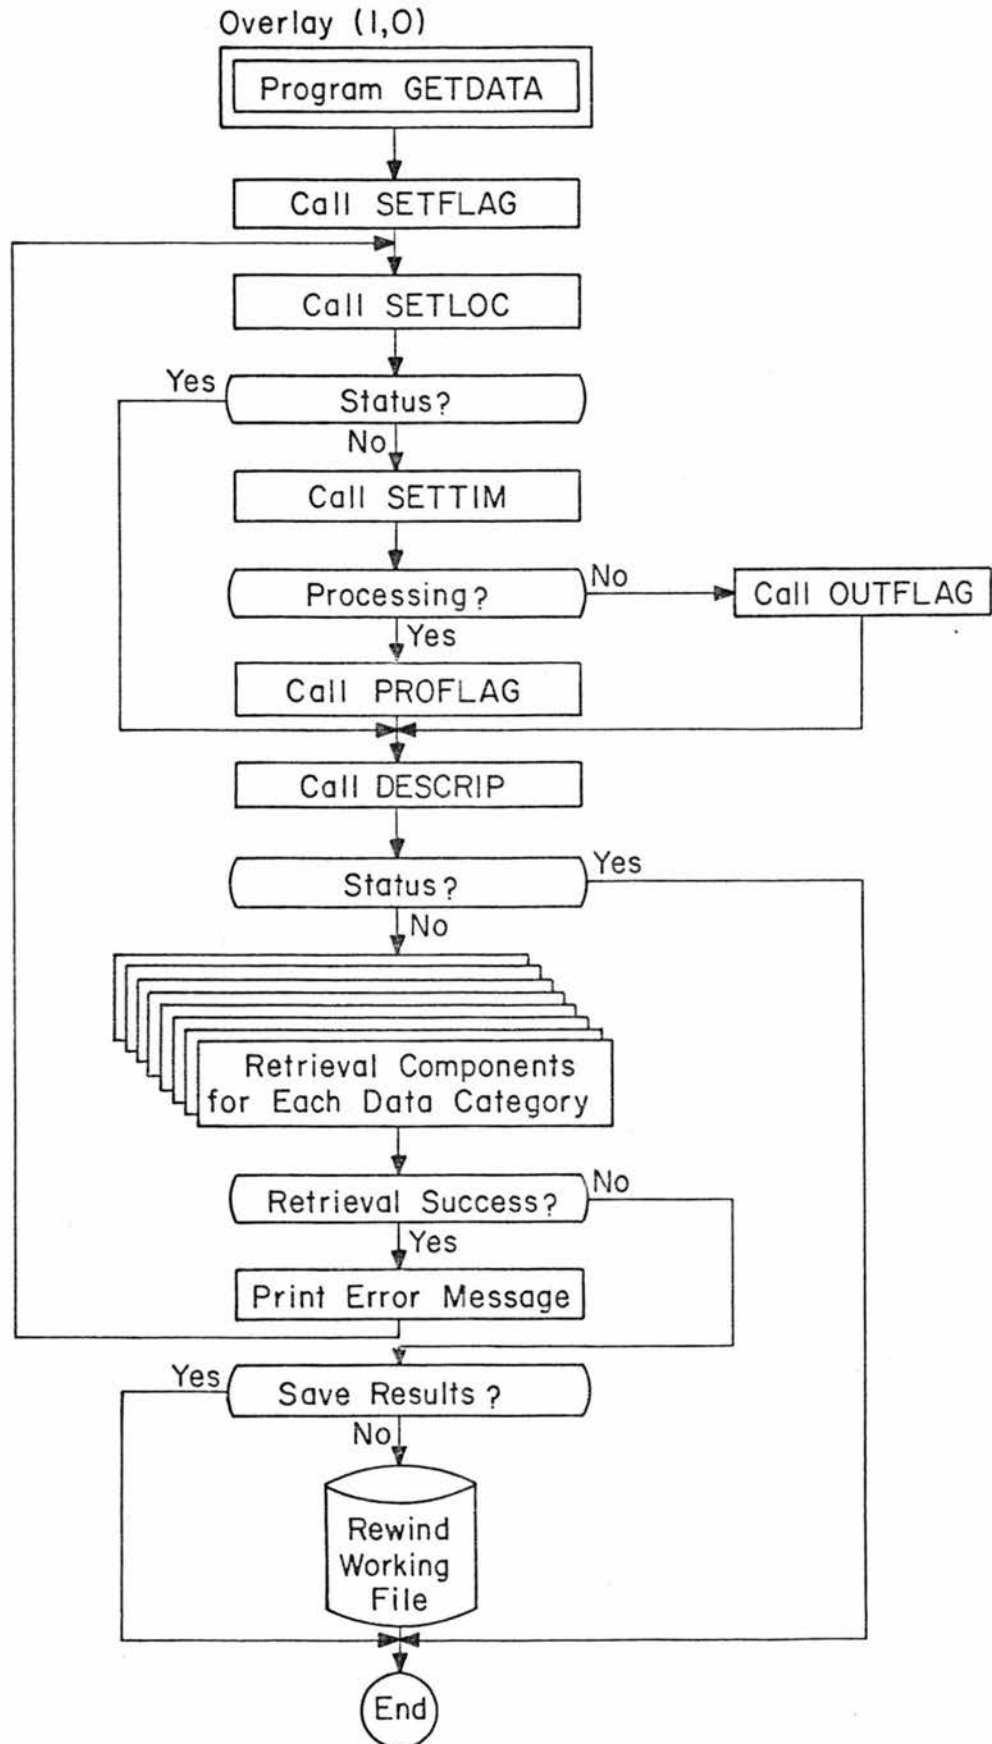 Overlay (1,0)
Program GETDATA
Call SETFLAG
Call SETLOC
Yes
Status?
No
Call SETTIM
Processing?
No
Call OUTFLAG
Yes
Call PROFLAG
Call DESCRIP
Status?
Yes
No
Retrieval Components
for Each Data Category
Retrieval Success?
No
Yes
Print Error Message
Yes
Save Results?
No
Rewind
Working
File
End